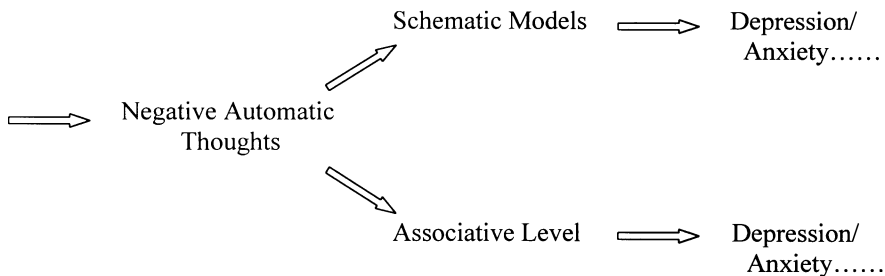 Schematic Models
Depression/
Anxiety……
Negative Automatic
Thoughts
Associative Level
Depression/
Anxiety……